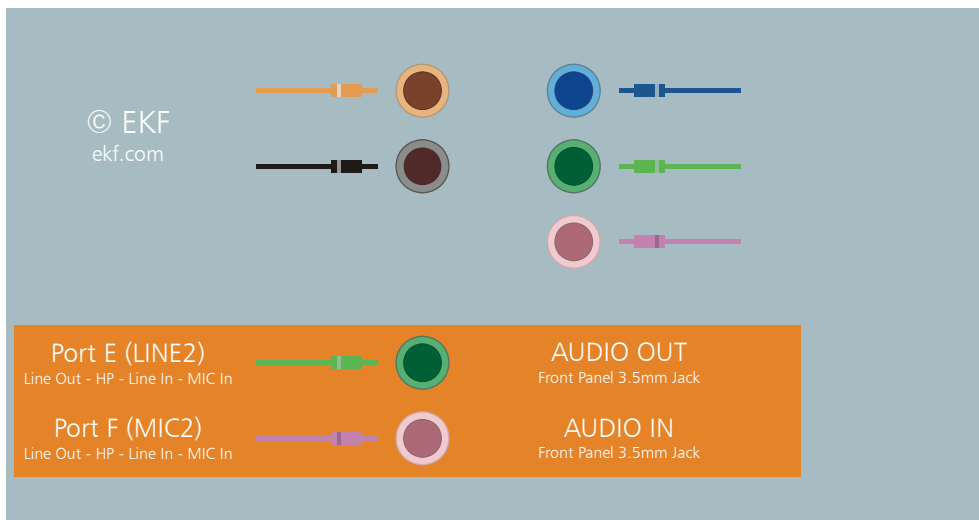 © EKF
ekf.com
Port E (LINE2)
Line Out - HP - Line In - MIC In
AUDIO OUT
Front Panel 3.5mm Jack
Port F (MIC2)
Line Out - HP - Line In - MIC In
AUDIO IN
Front Panel 3.5mm Jack